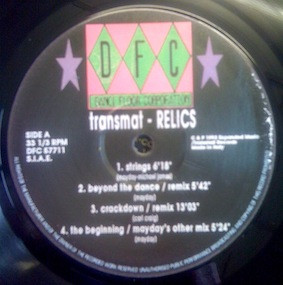 DFC
DANCE FLOOR CORPORATION
transmat - RELICS
SIDE A
33 1/3 RPM
DFC 57711
S.I.A.E.
Made in Italy
1. strings 6'18"
(mayday-michael jones)
2. beyond the dance / remix 5'42"
(mayday)
3. crackdown / remix 13'03"
(carl craig)
4. the beginning / mayday's other mix 5'24"
(mayday)